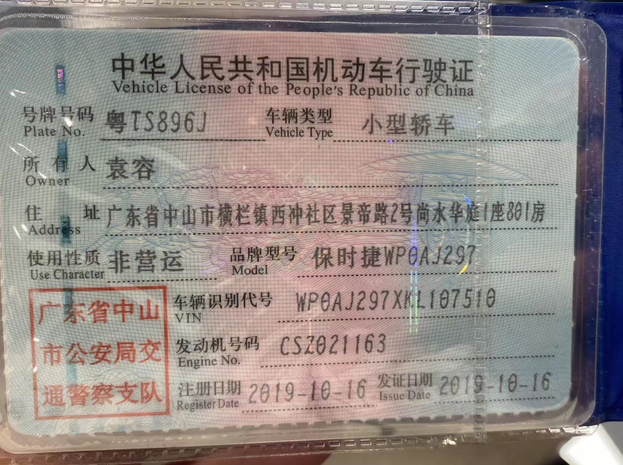 中华人民共和国机动车行驶证
Vehicle License of the People's Republic of China
号牌号码 粤TS896J 车辆类型 小型轿车
Plate No. Vehicle Type
所有人 袁容
Owner
住址 广东省中山市横栏镇西冲社区景帝路2号尚水华庭1座801房
Address
使用性质 非营运 品牌型号 保时捷WP0AJ297
Use Character Model
广东省中山
市公安局交
通警察支队
车辆识别代号 WP0AJ297XKL107510
VIN
发动机号码 CSZ021163
Engine No.
注册日期 2019-10-16 发证日期 2019-10-16
Register Date Issue Date